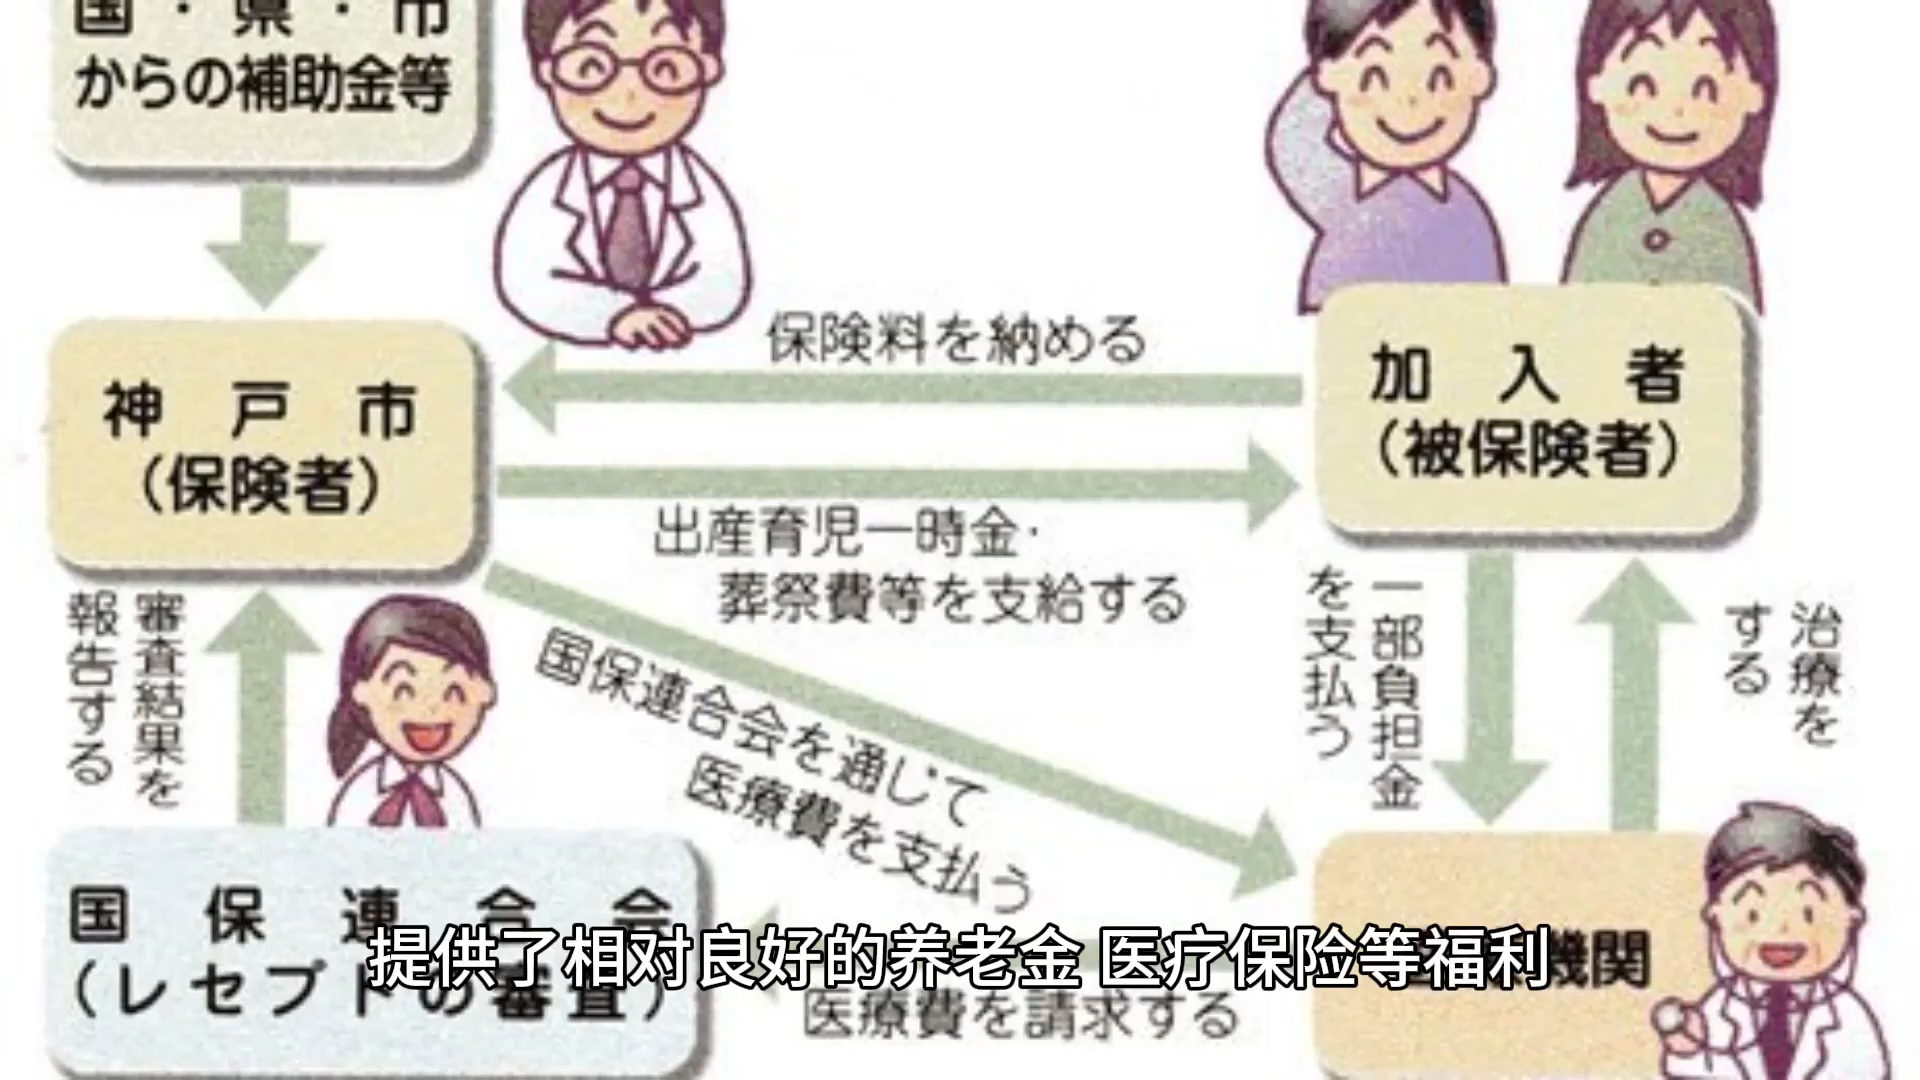 国・県・市
からの補助金等
神戸市
（保険者）
保険料を納める
加入者
（被保険者）
出産育児一時金・
葬祭費等を支給する
国保連合会を通じて
医療費を支払う
審査結果を
報告する
一部負担金
を支払う
治療を
する
国保連合会
（レセプトの審査）
機関
医療費を請求する
提供了相对良好的养老金 医疗保险等福利